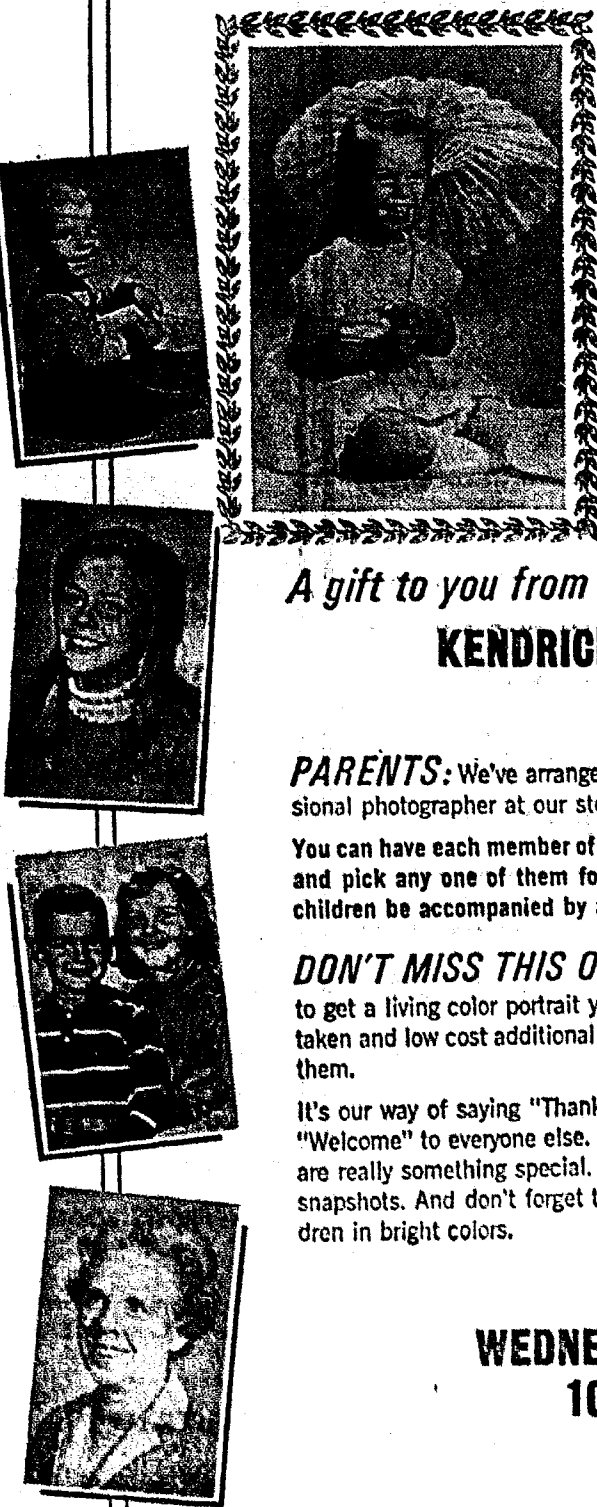 A gift to you from
KENDRIC
PARENTS: We've arrange
sional photographer at our sto
You can have each member of
and pick any one of them fo
children be accompanied by a
DON'T MISS THIS O
to get a living color portrait y
taken and low cost additional
them.
It's our way of saying "Thank
"Welcome" to everyone else.
are really something special.
snapshots. And don't forget t
dren in bright colors.
WEDNE
10